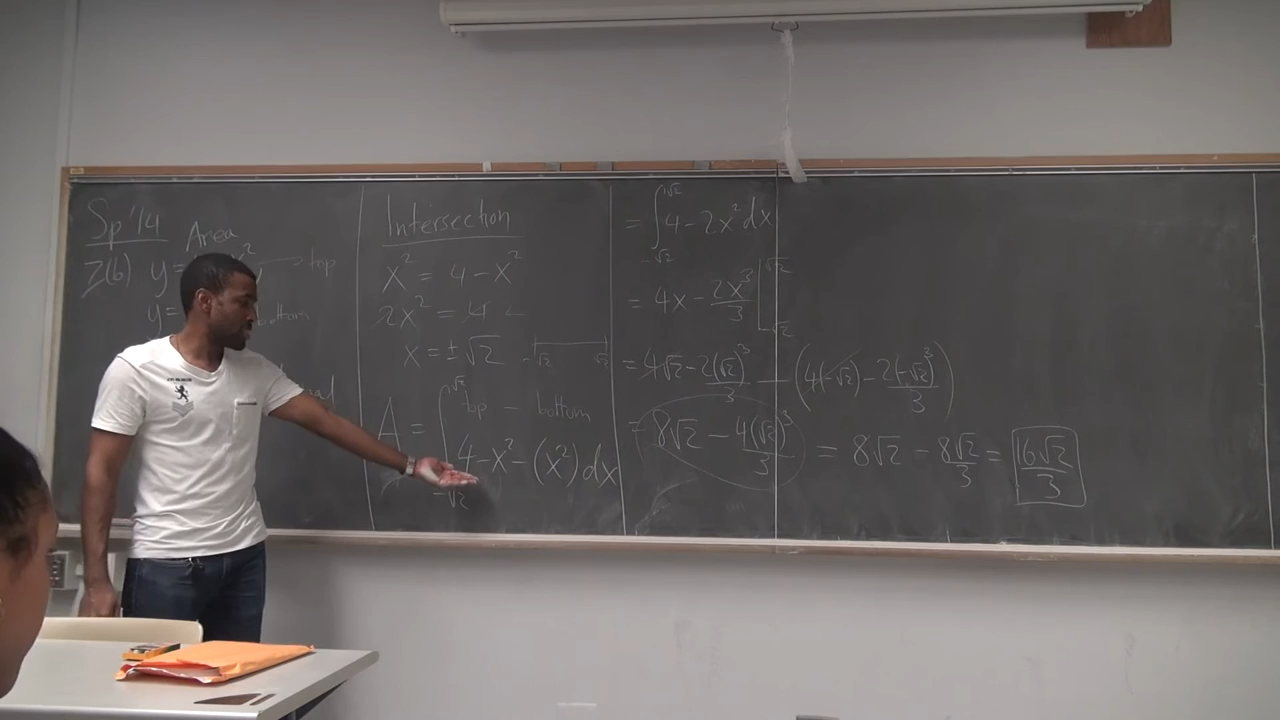 Sp '14
Area
2(b) y =
→ top
y =
bottom
Intersection
x² = 4 - x²
2x² = 4
x = ±√2
-√2 √2
A = ∫ top - bottom
√2
4 - x² - (x²) dx
-√2
= ∫ 4 - 2x² dx
√2
-√2
= 4x - 2x³/3 |
√2
-√2
= 4√2 - 2(√2)³/3 - (4(-√2) - 2(-√2)³/3)
= 8√2 - 4(√2)³/3 = 8√2 - 8√2/3 = 16√2/3